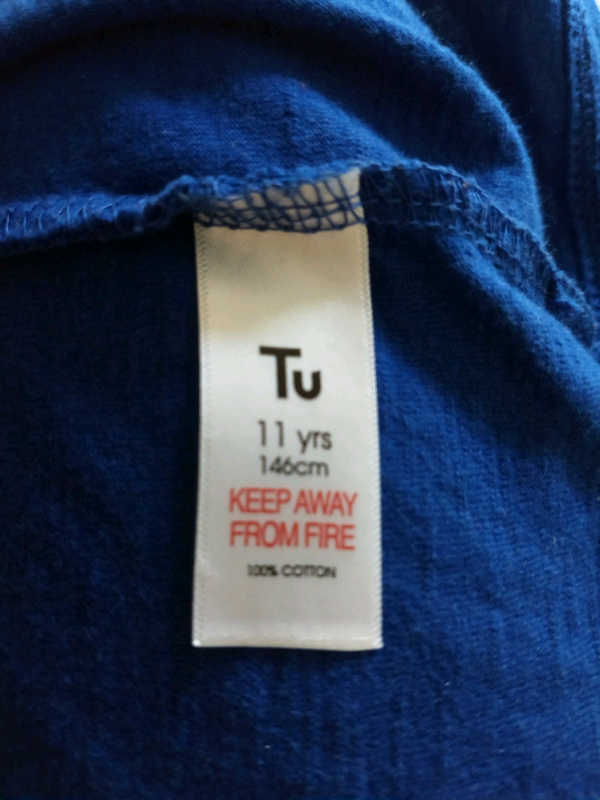 Tu
11 yrs
146cm
KEEP AWAY
FROM FIRE
100% COTTON